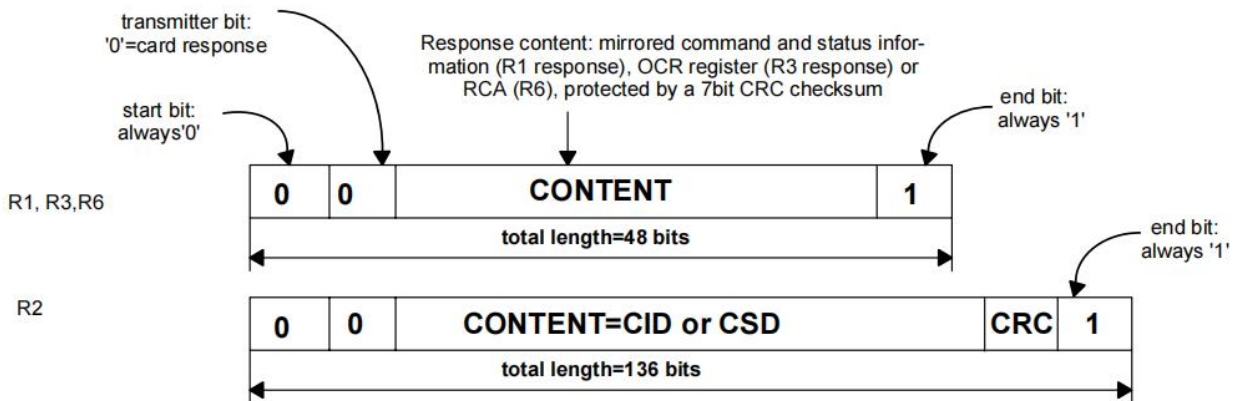 transmitter bit:
'0'=card response
Response content: mirrored command and status infor-
mation (R1 response), OCR register (R3 response) or
RCA (R6), protected by a 7bit CRC checksum
start bit:
always'0'
end bit:
always '1'
R1, R3,R6
0 0 CONTENT 1
total length=48 bits
end bit:
always '1'
R2
0 0 CONTENT=CID or CSD CRC 1
total length=136 bits